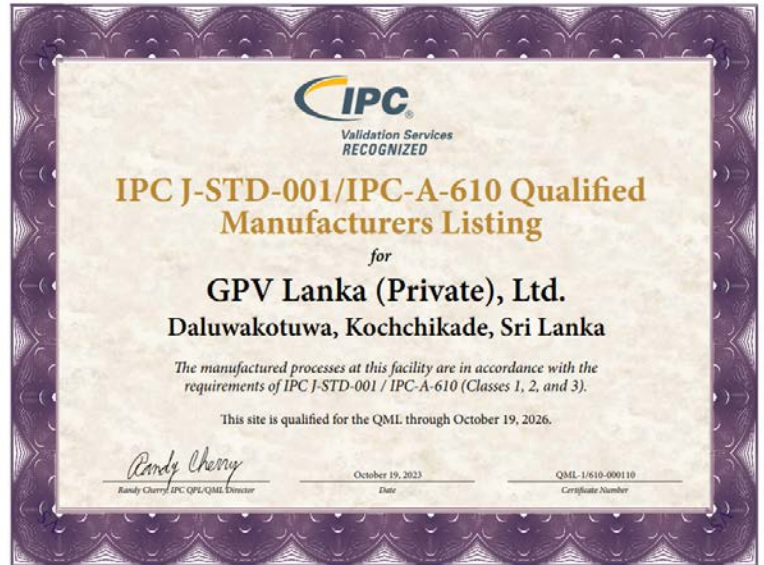 IPC®
Validation Services
RECOGNIZED
IPC J-STD-001/IPC-A-610 Qualified
Manufacturers Listing
for
GPV Lanka (Private), Ltd.
Daluwakotuwa, Kochchikade, Sri Lanka
The manufactured processes at this facility are in accordance with the
requirements of IPC J-STD-001 / IPC-A-610 (Classes 1, 2, and 3).
This site is qualified for the QML through October 19, 2026.
Randy Cherry
October 19, 2023
QML-1/610-000110
Randy Cherry, IPC QPL/QML Director
Date
Certificate Number